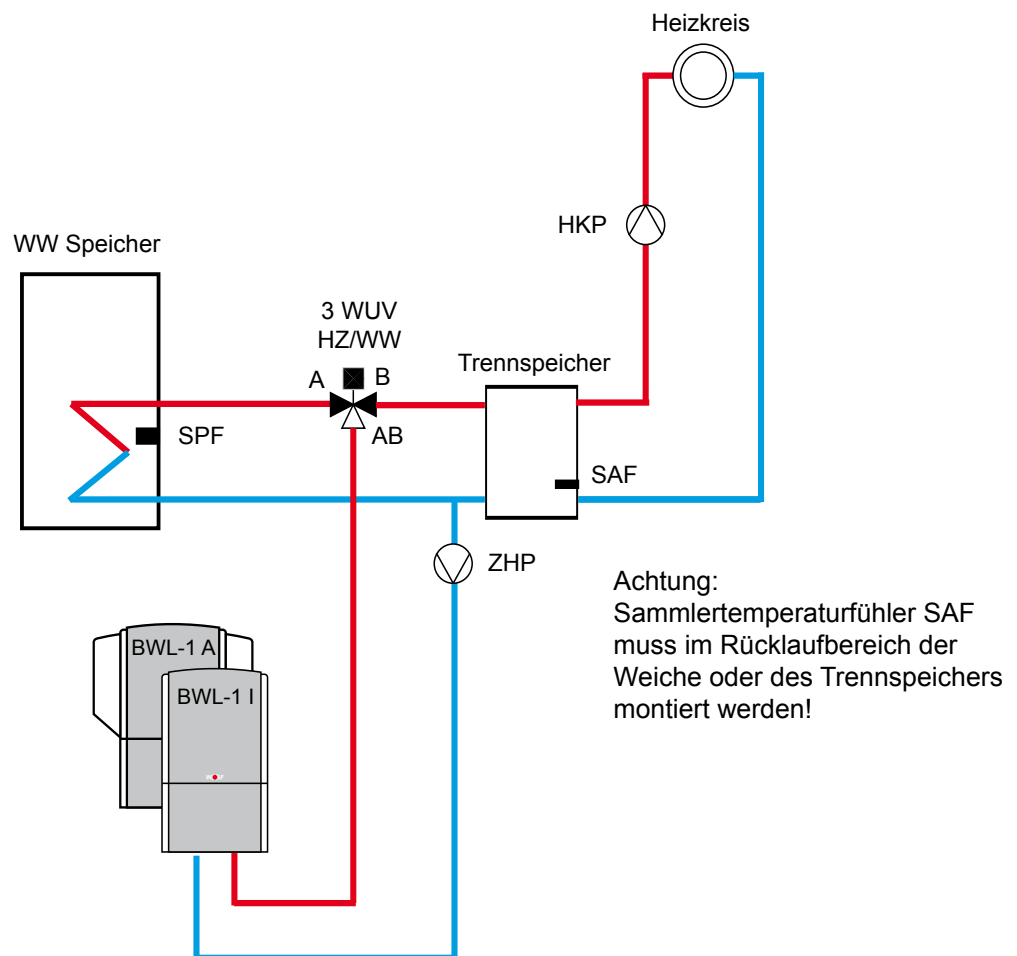 Heizkreis
HKP
WW Speicher
3 WUV
HZ/WW
A
B
AB
Trennspeicher
SPF
SAF
ZHP
Achtung:
Sammlertemperaturfühler SAF
muss im Rücklaufbereich der
Weiche oder des Trennspeichers
montiert werden!
BWL-1 A
BWL-1 I